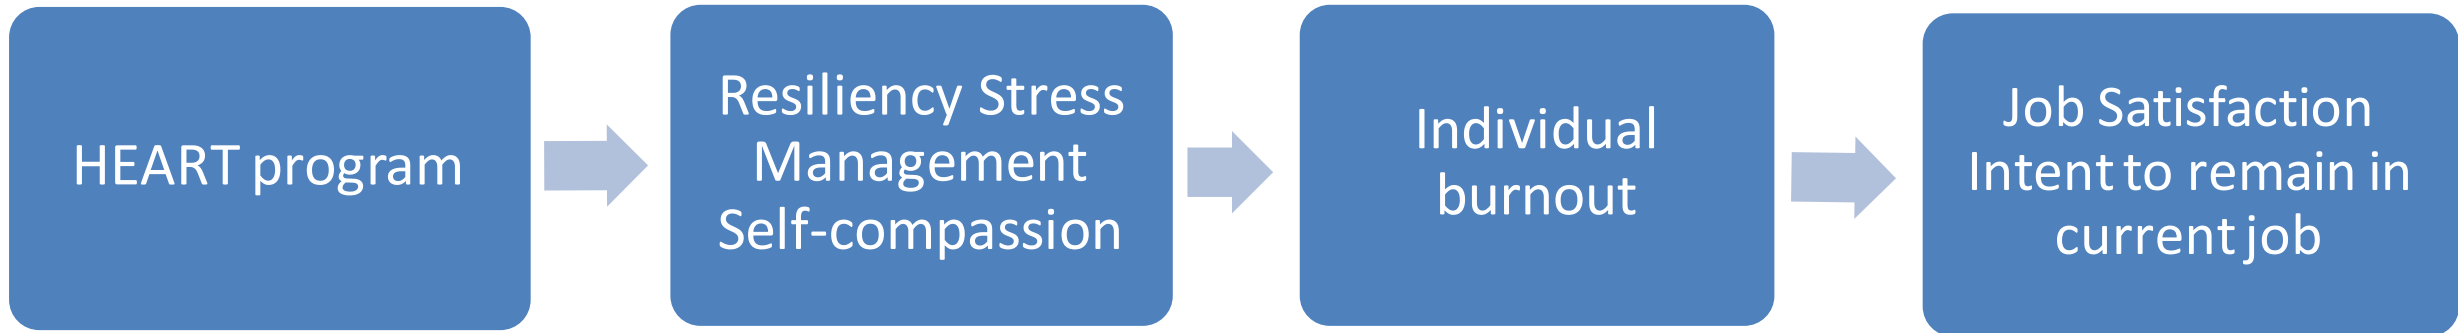 HEART program
Resiliency Stress
Management
Self-compassion
Individual
burnout
Job Satisfaction
Intent to remain in
current job